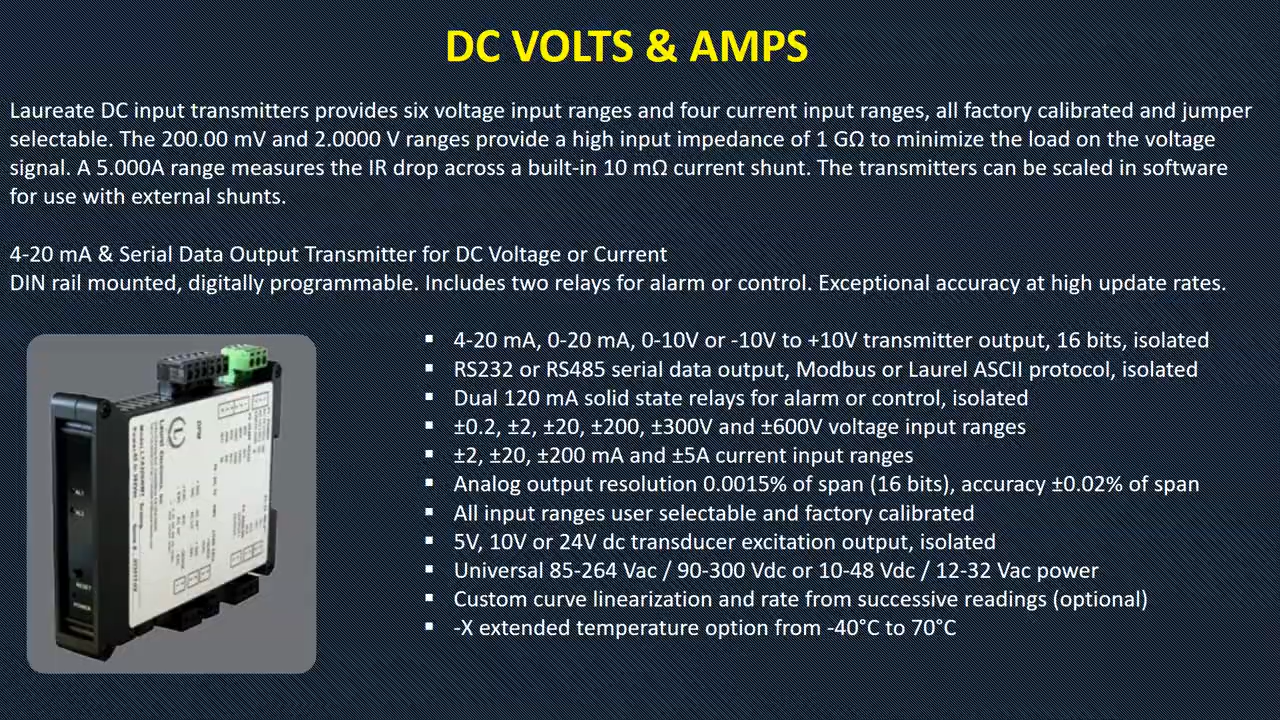 DC VOLTS & AMPS
Laureate DC input transmitters provides six voltage input ranges and four current input ranges, all factory calibrated and jumper
selectable. The 200.00 mV and 2.0000 V ranges provide a high input impedance of 1 GΩ to minimize the load on the voltage
signal. A 5.000A range measures the IR drop across a built-in 10 mΩ current shunt. The transmitters can be scaled in software
for use with external shunts.
4-20 mA & Serial Data Output Transmitter for DC Voltage or Current
DIN rail mounted, digitally programmable. Includes two relays for alarm or control. Exceptional accuracy at high update rates.
▪ 4-20 mA, 0-20 mA, 0-10V or -10V to +10V transmitter output, 16 bits, isolated
▪ RS232 or RS485 serial data output, Modbus or Laurel ASCII protocol, isolated
▪ Dual 120 mA solid state relays for alarm or control, isolated
▪ ±0.2, ±2, ±20, ±200, ±300V and ±600V voltage input ranges
▪ ±2, ±20, ±200 mA and ±5A current input ranges
▪ Analog output resolution 0.0015% of span (16 bits), accuracy ±0.02% of span
▪ All input ranges user selectable and factory calibrated
▪ 5V, 10V or 24V dc transducer excitation output, isolated
▪ Universal 85-264 Vac / 90-300 Vdc or 10-48 Vdc / 12-32 Vac power
▪ Custom curve linearization and rate from successive readings (optional)
▪ -X extended temperature option from -40°C to 70°C
Laurel Electronics, Inc.
RESET
POWER